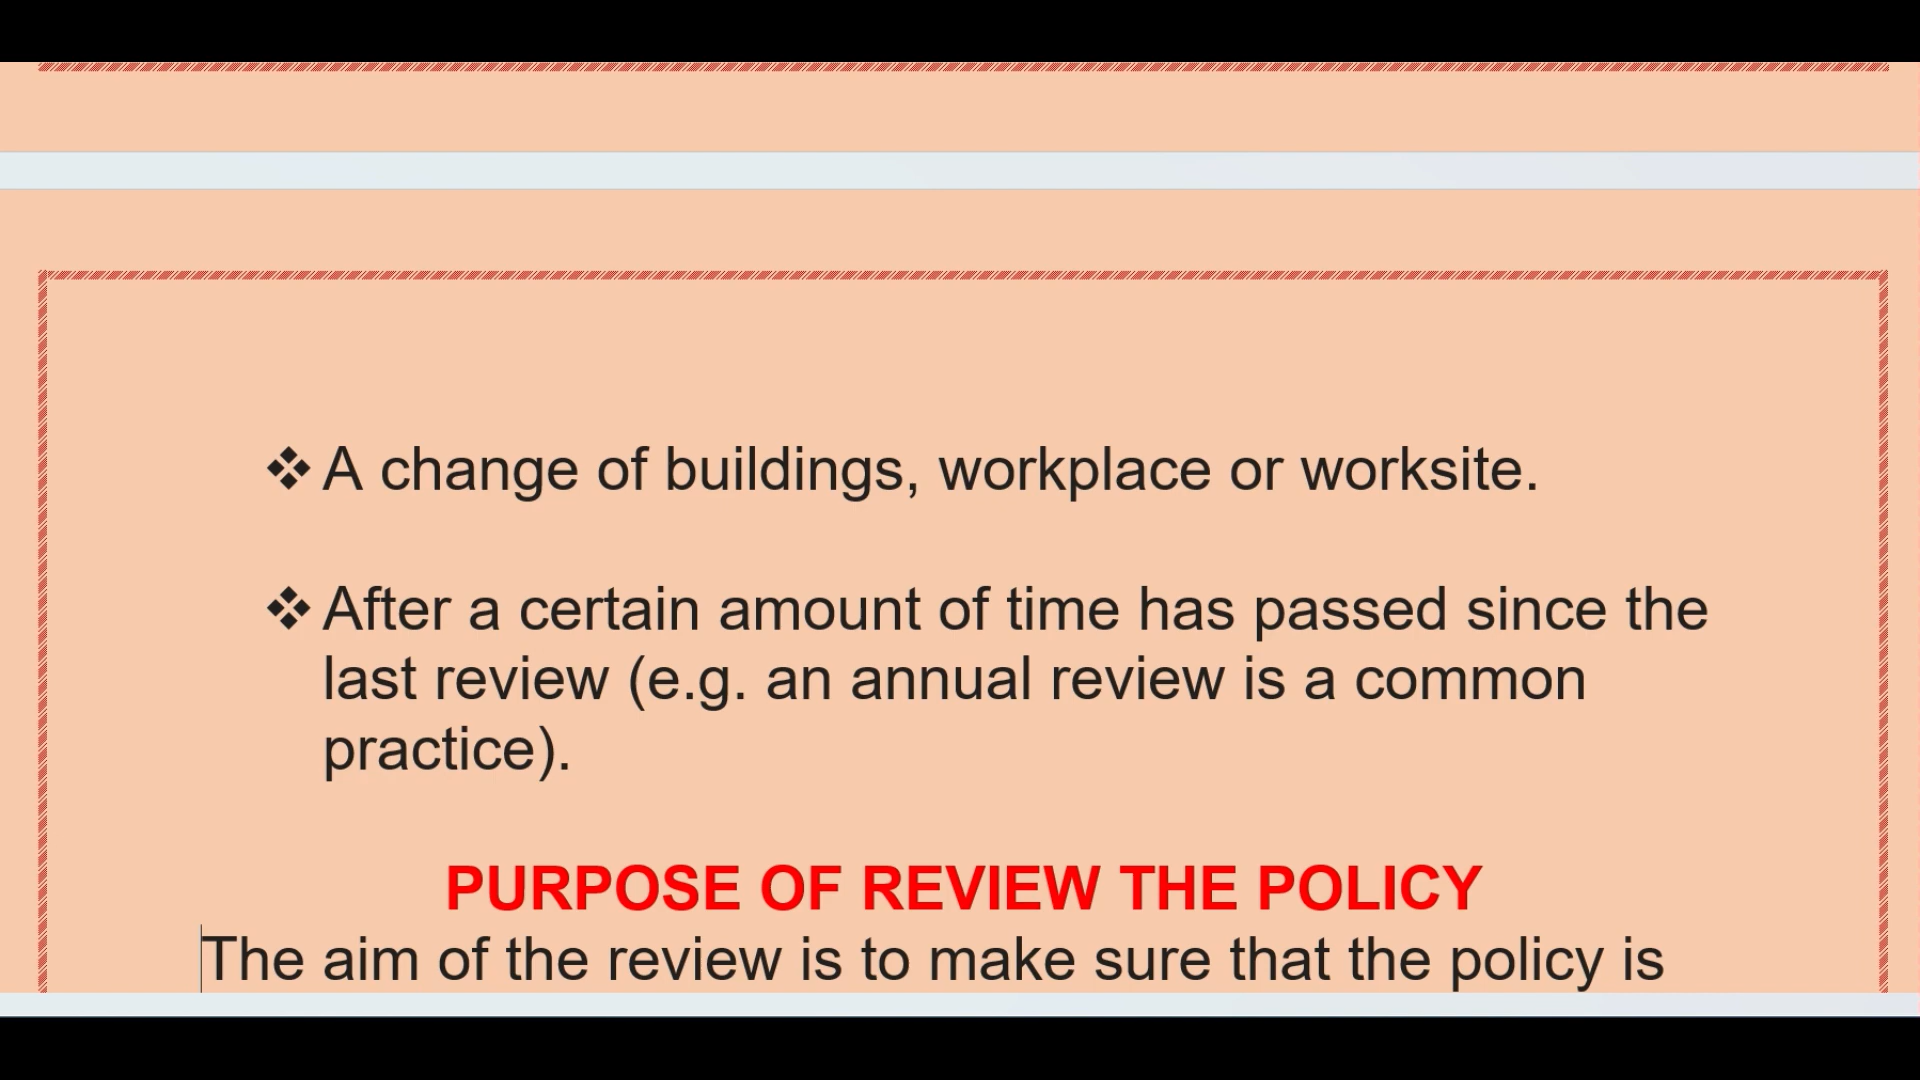 ❖ A change of buildings, workplace or worksite.
❖ After a certain amount of time has passed since the
last review (e.g. an annual review is a common
practice).
PURPOSE OF REVIEW THE POLICY
The aim of the review is to make sure that the policy is